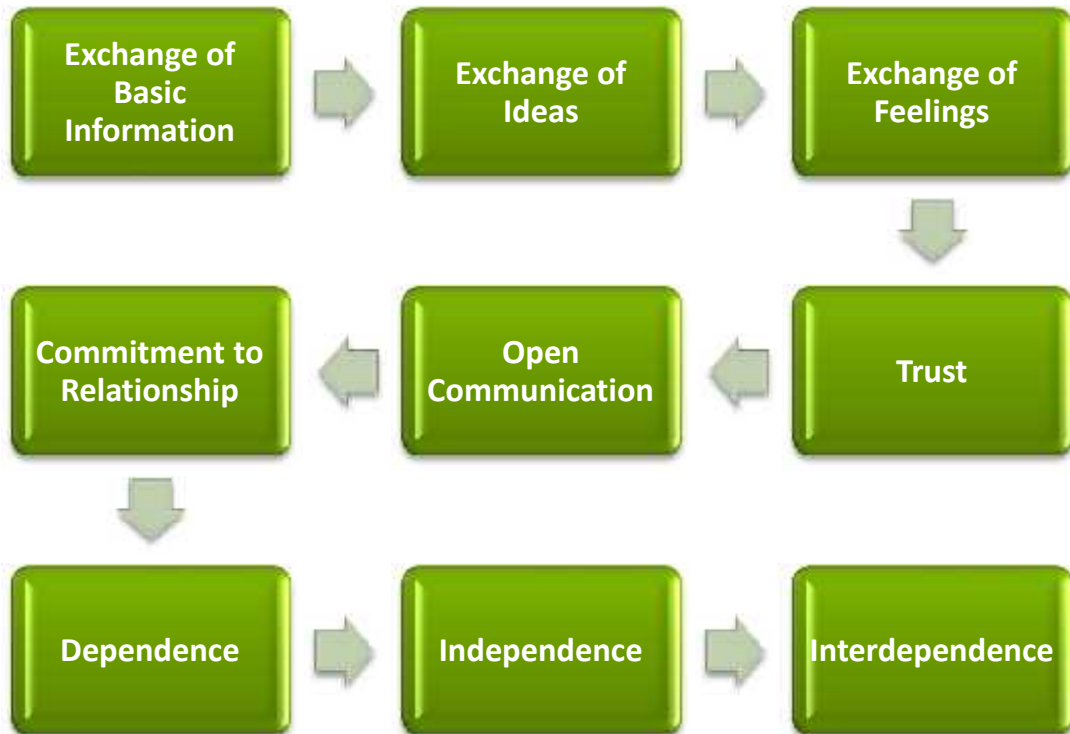 Exchange of
Basic
Information
Exchange of
Ideas
Exchange of
Feelings
Trust
Open
Communication
Commitment to
Relationship
Dependence
Independence
Interdependence